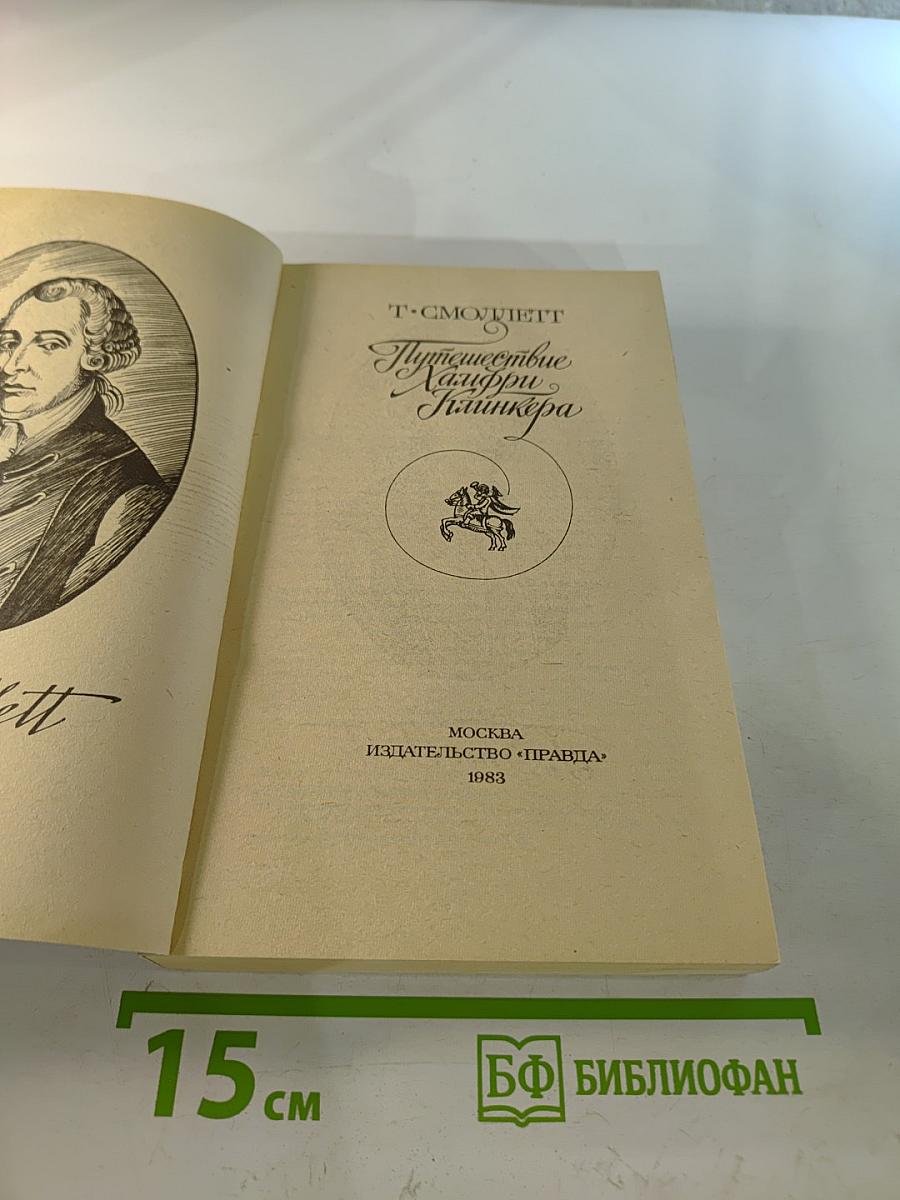 Т·СМОЛЛЕТТ
Путешествие
Хамфри
Клинкера
МОСКВА
ИЗДАТЕЛЬСТВО «ПРАВДА»
1983
15 см
БФ БИБЛИОФАН